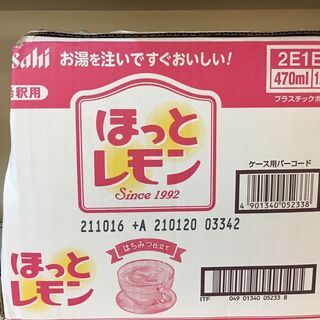 sahi お湯を注いですぐおいしい!
釈用
2E1E
470ml
プラスチックボ
ほっと
レモン
Since 1992
ケース用バーコード
4 901340 052338
211016 +A 210120 03342
はちみつ仕立て
ほっと
レモン
ITF 049 01340 05233 8